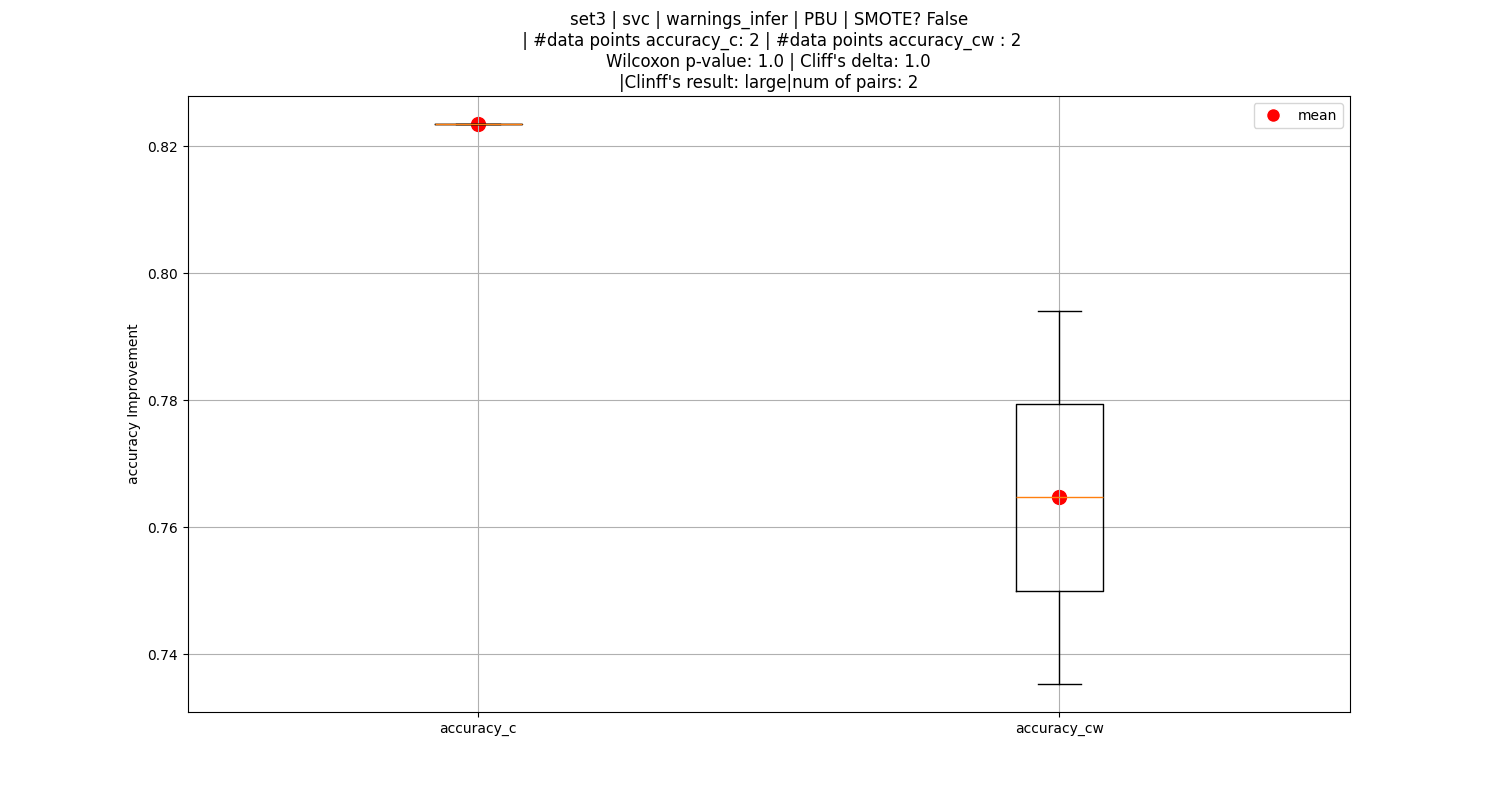 set3 | svc | warnings_infer | PBU | SMOTE? False
| #data points accuracy_c: 2 | #data points accuracy_cw : 2
Wilcoxon p-value: 1.0 | Cliff's delta: 1.0
|Clinff's result: large|num of pairs: 2
mean
0.82
0.80
0.78
0.76
0.74
accuracy Improvement
accuracy_c
accuracy_cw